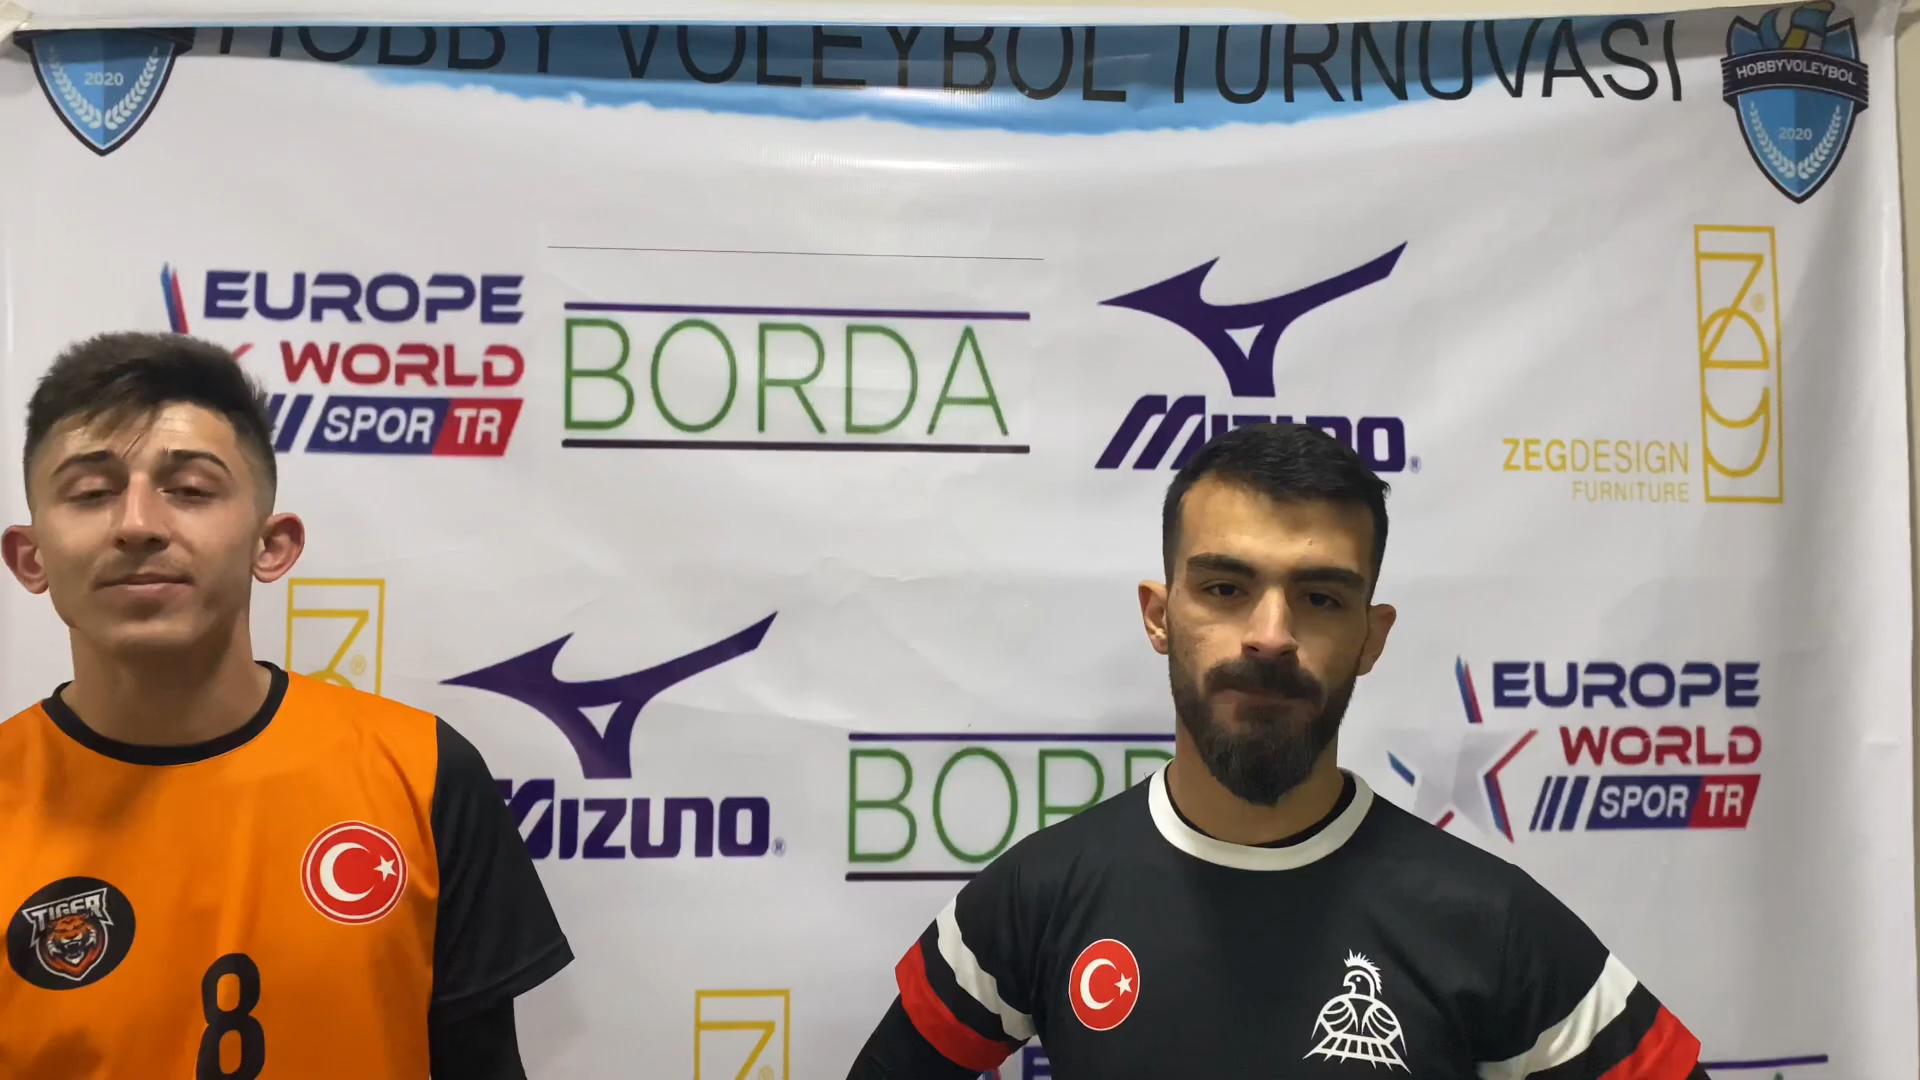 HOBBY VOLEYBOL TURNUVASI
2020
HOBBYVOLEYBOL
2020
EUROPE
WORLD
SPOR TR
BORDA
MIZUNO
ZEGDESIGN
FURNITURE
MIZUNO
EUROPE
WORLD
SPOR TR
TIGER
8